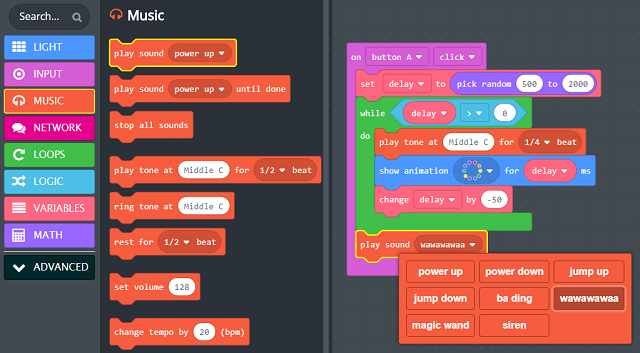 Search...
LIGHT
INPUT
MUSIC
NETWORK
LOOPS
LOGIC
VARIABLES
MATH
ADVANCED
Music
play sound power up
play sound power up until done
stop all sounds
play tone at Middle C for 1/2 beat
ring tone at Middle C
rest for 1/2 beat
set volume 128
change tempo by 20 (bpm)
on button A click
set delay to pick random 500 to 2000
while delay > 0
do play tone at Middle C for 1/4 beat
show animation for delay ms
change delay by -50
play sound wawawawaa
power up power down jump up
jump down ba ding wawawawaa
magic wand siren